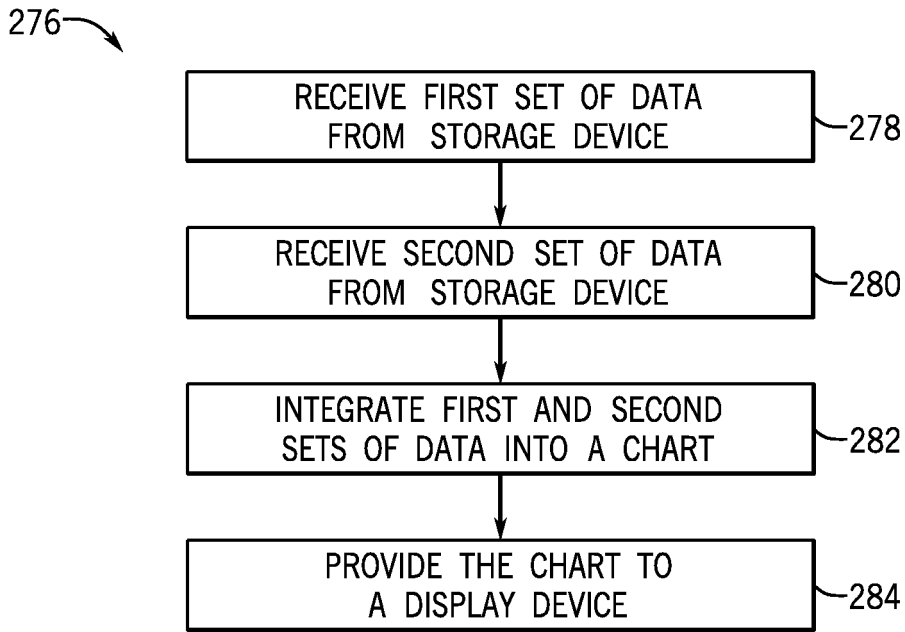 276
RECEIVE FIRST SET OF DATA
FROM STORAGE DEVICE
278
RECEIVE SECOND SET OF DATA
FROM STORAGE DEVICE
280
INTEGRATE FIRST AND SECOND
SETS OF DATA INTO A CHART
282
PROVIDE THE CHART TO
A DISPLAY DEVICE
284